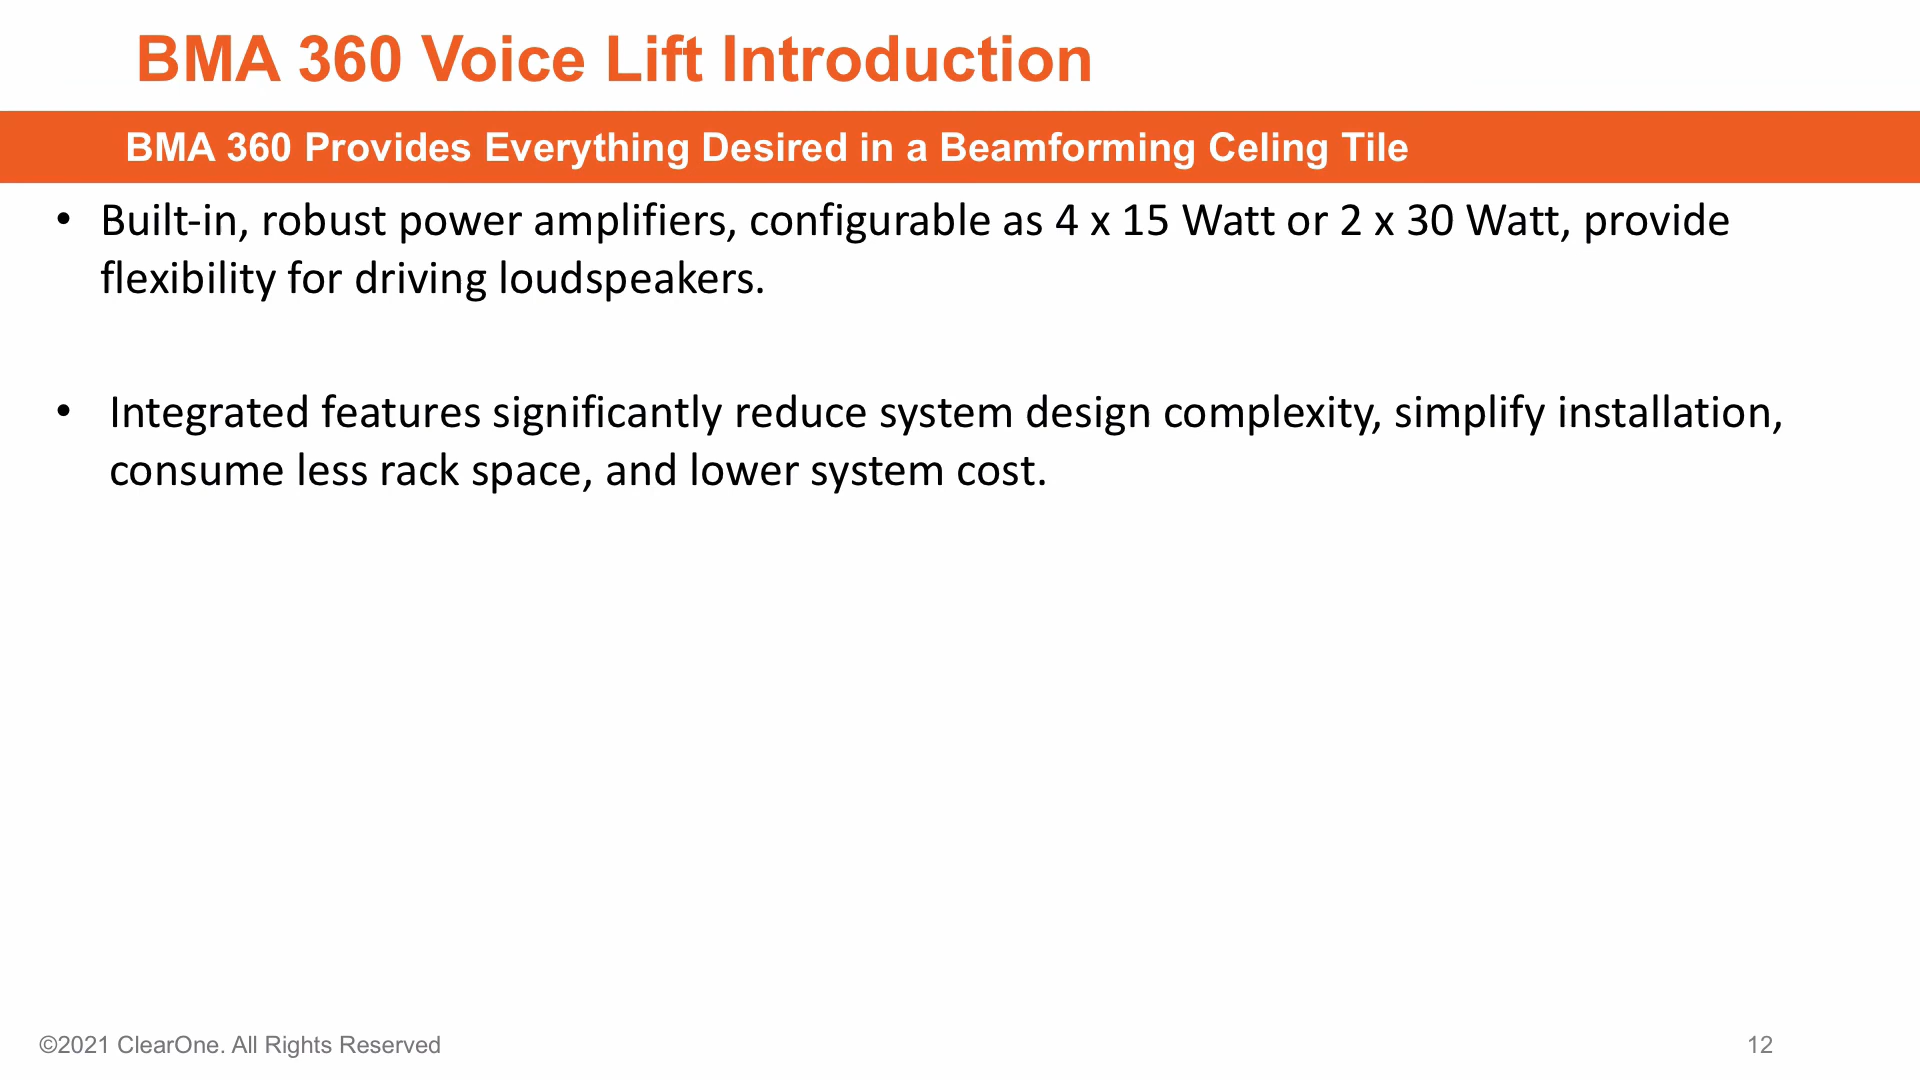 BMA 360 Voice Lift Introduction
BMA 360 Provides Everything Desired in a Beamforming Celing Tile
• Built-in, robust power amplifiers, configurable as 4 x 15 Watt or 2 x 30 Watt, provide
flexibility for driving loudspeakers.
• Integrated features significantly reduce system design complexity, simplify installation,
consume less rack space, and lower system cost.
©2021 ClearOne. All Rights Reserved
12